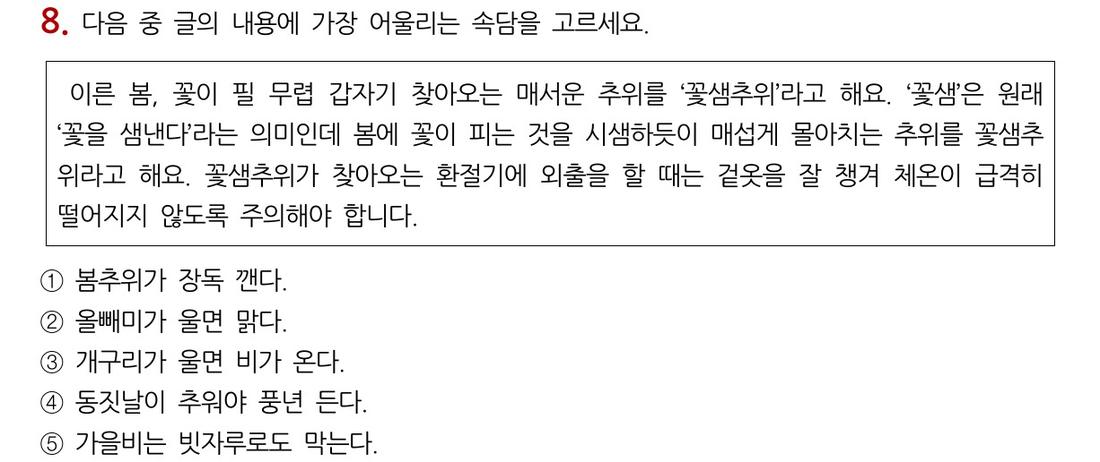 8. 다음 중 글의 내용에 가장 어울리는 속담을 고르세요.
이른 봄, 꽃이 필 무렵 갑자기 찾아오는 매서운 추위를 ‘꽃샘추위’라고 해요. ‘꽃샘’은 원래
‘꽃을 샘낸다’라는 의미인데 봄에 꽃이 피는 것을 시샘하듯이 매섭게 몰아치는 추위를 꽃샘추
위라고 해요. 꽃샘추위가 찾아오는 환절기에 외출을 할 때는 겉옷을 잘 챙겨 체온이 급격히
떨어지지 않도록 주의해야 합니다.
① 봄추위가 장독 깬다.
② 올빼미가 울면 맑다.
③ 개구리가 울면 비가 온다.
④ 동짓날이 추워야 풍년 든다.
⑤ 가을비는 빗자루로도 막는다.